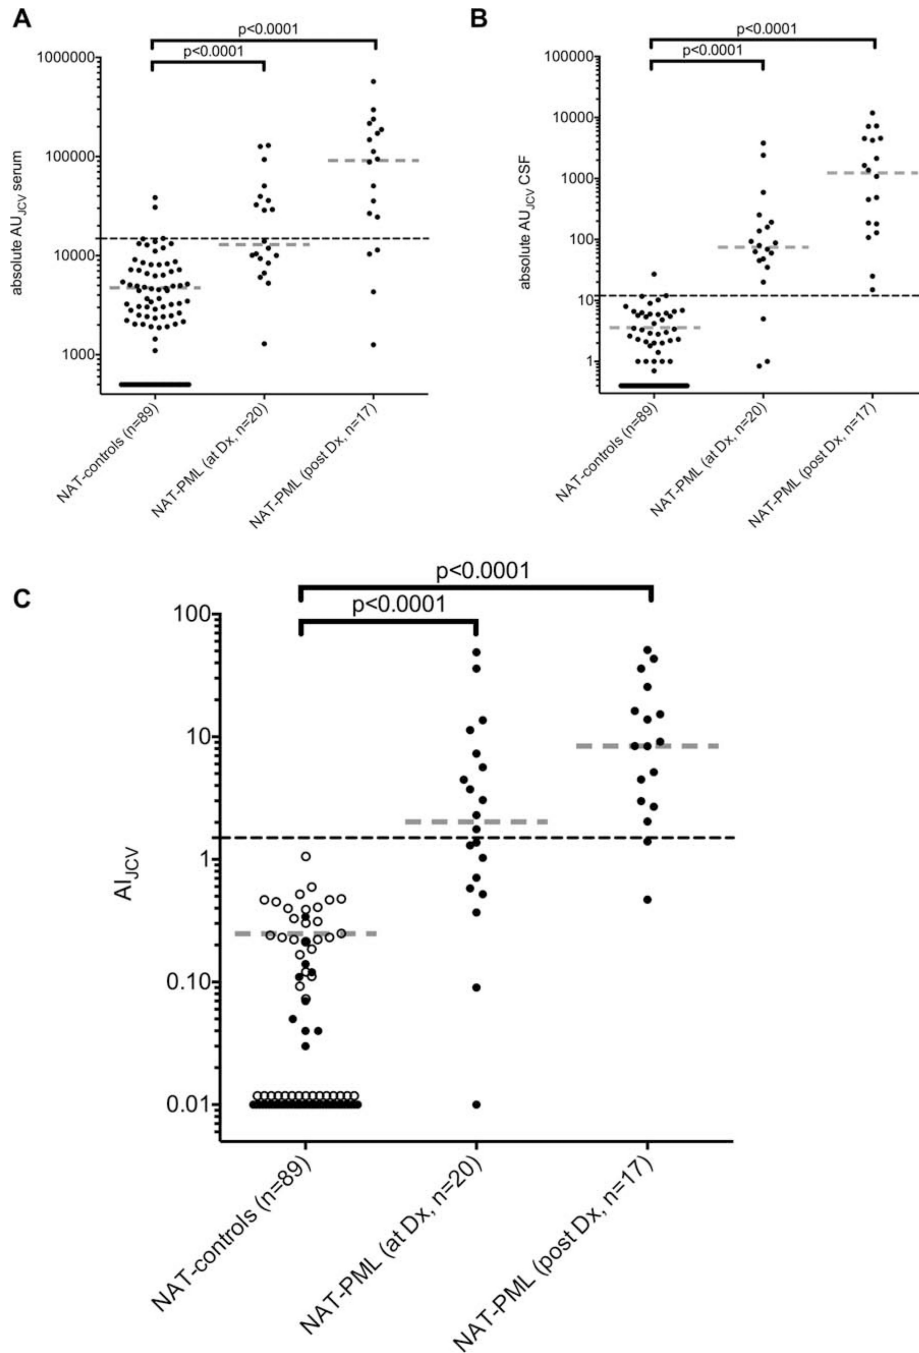 A
p<0.0001
p<0.0001
absolute AUJCV serum
1000000
100000
10000
1000
NAT-controls (n=89)
NAT-PML (at Dx, n=20)
NAT-PML (post Dx, n=17)
B
p<0.0001
p<0.0001
absolute AUJCV CSF
100000
10000
1000
100
10
1
NAT-controls (n=89)
NAT-PML (at Dx, n=20)
NAT-PML (post Dx, n=17)
C
p<0.0001
p<0.0001
AIJCV
100
10
1
0.10
0.01
NAT-controls (n=89)
NAT-PML (at Dx, n=20)
NAT-PML (post Dx, n=17)